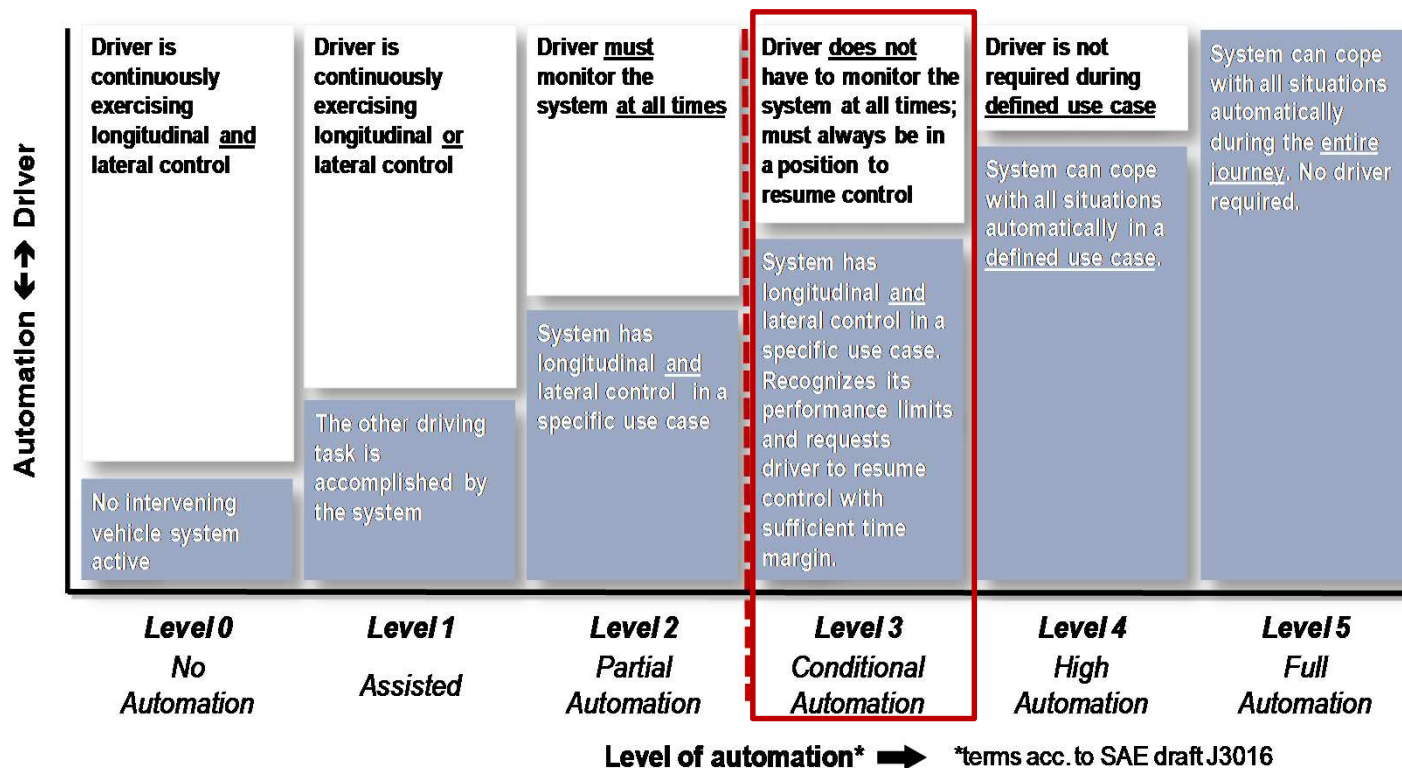 Automation ←→ Driver
Driver is
continuously
exercising
longitudinal and
lateral control
No intervening
vehicle system
active
Level 0
No
Automation
Driver is
continuously
exercising
longitudinal or
lateral control
The other driving
task is
accomplished by
the system
Level 1
Assisted
Driver must
monitor the
system at all times
System has
longitudinal and
lateral control in a
specific use case
Level 2
Partial
Automation
Driver does not
have to monitor the
system at all times;
must always be in
a position to
resume control
System has
longitudinal and
lateral control in a
specific use case.
Recognizes its
performance limits
and requests
driver to resume
control with
sufficient time
margin.
Level 3
Conditional
Automation
Driver is not
required during
defined use case
System can cope
with all situations
automatically in a
defined use case.
Level 4
High
Automation
System can cope
with all situations
automatically
during the entire
journey. No driver
required.
Level 5
Full
Automation
Level of automation* ➡ *terms acc. to SAE draft J3016